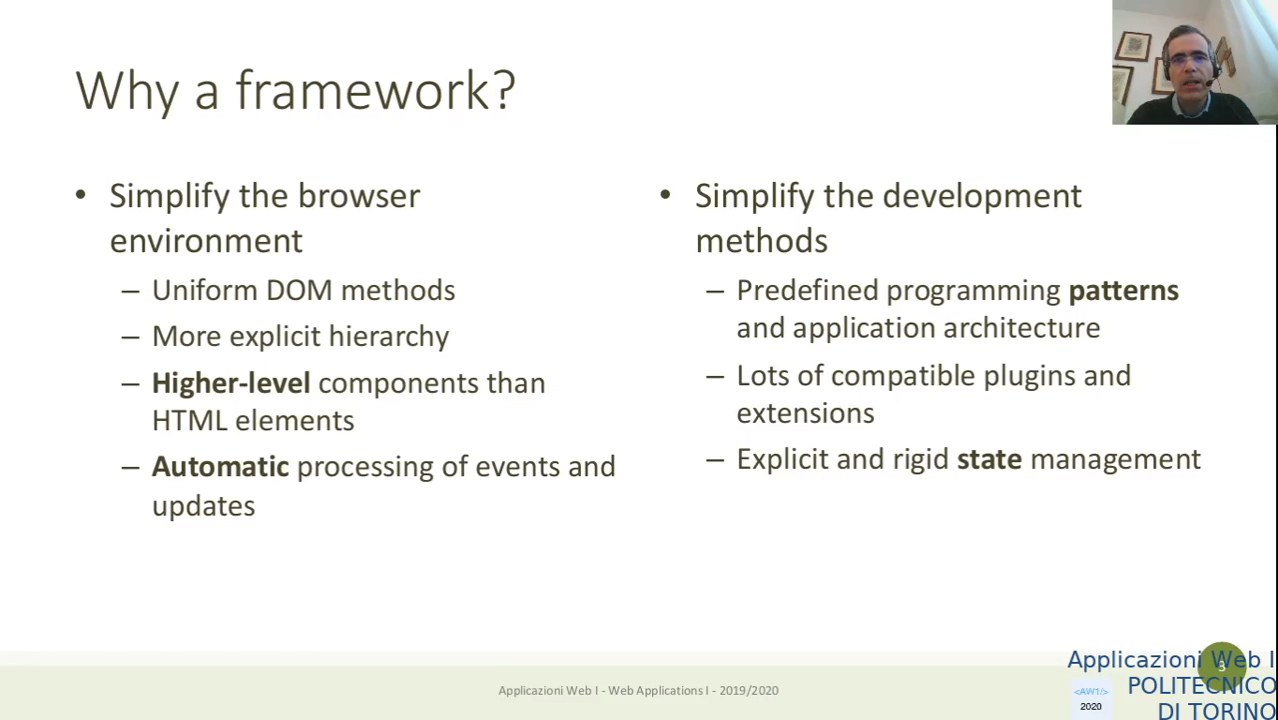 Why a framework?
• Simplify the browser
environment
– Uniform DOM methods
– More explicit hierarchy
– Higher-level components than
HTML elements
– Automatic processing of events and
updates
• Simplify the development
methods
– Predefined programming patterns
and application architecture
– Lots of compatible plugins and
extensions
– Explicit and rigid state management
Applicazioni Web I - Web Applications I - 2019/2020
3
Applicazioni Web I
POLITECNICO
DI TORINO
<AW1/>
2020